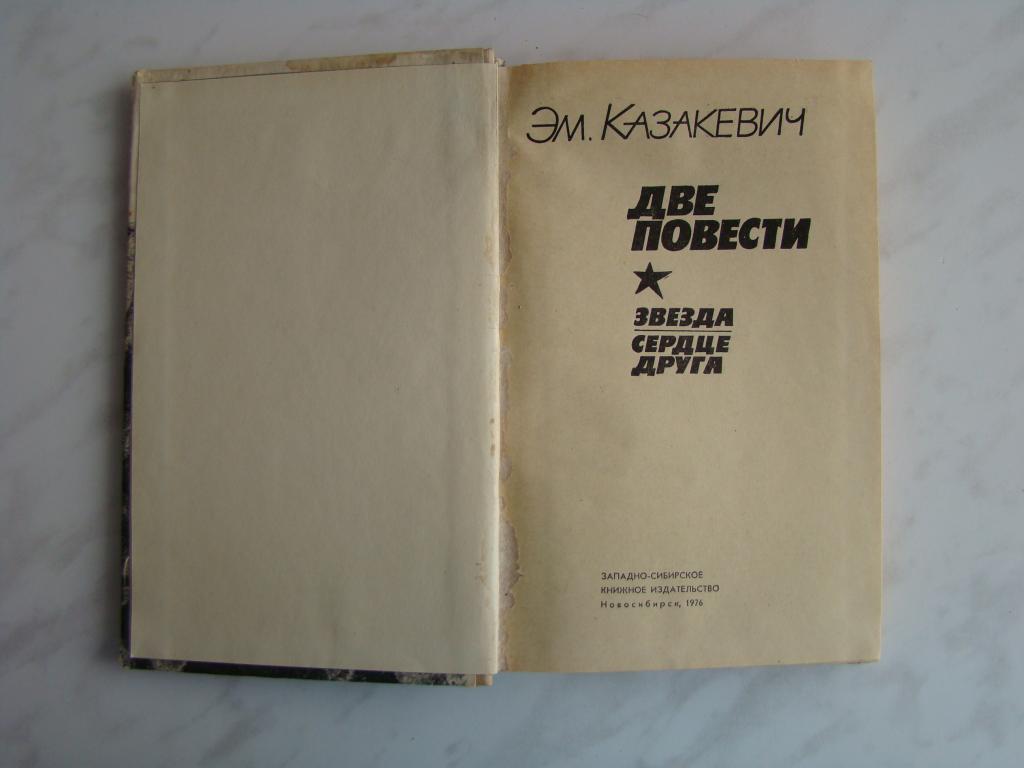 Эм. Казакевич
ДВЕ
ПОВЕСТИ
ЗВЕЗДА
СЕРДЦЕ
ДРУГА
ЗАПАДНО-СИБИРСКОЕ
КНИЖНОЕ ИЗДАТЕЛЬСТВО
Новосибирск, 1976